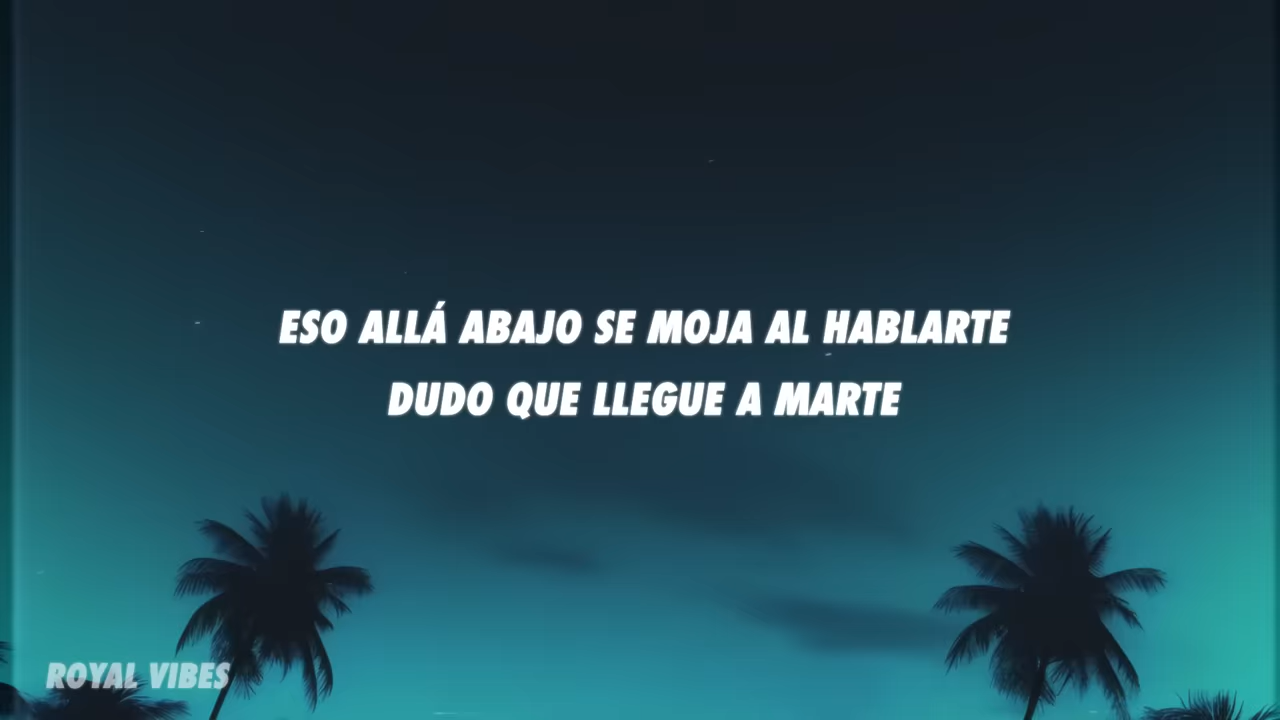 ESO ALLÁ ABAJO SE MOJA AL HABLARTE
DUDO QUE LLEGUE A MARTE
ROYAL VIBES